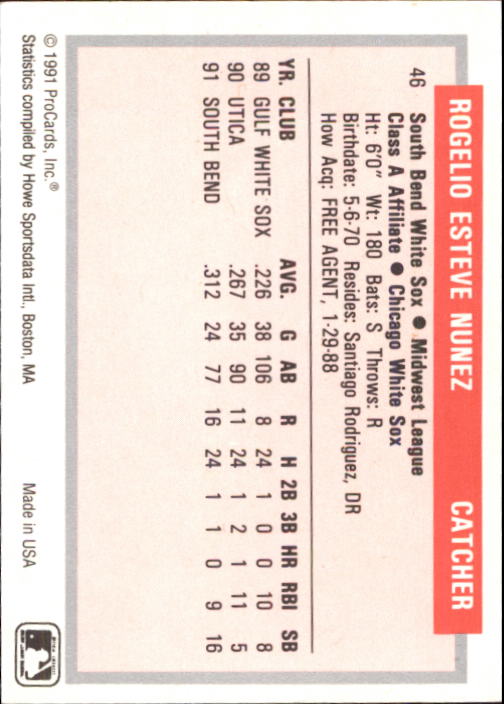 ROGELIO ESTEVE NUNEZ CATCHER
46 South Bend White Sox ● Midwest League
Class A Affiliate ● Chicago White Sox
Ht: 6'0" Wt: 180 Bats: S Throws: R
Birthdate: 5-6-70 Resides: Santiago Rodriguez, DR
How Acq: FREE AGENT, 1-29-88
YR. CLUB AVG. G AB R H 2B 3B HR RBI SB
89 GULF WHITE SOX .226 38 106 8 24 1 0 0 10 8
90 UTICA .267 35 90 11 24 1 2 1 11 5
91 SOUTH BEND .312 24 77 16 24 1 1 0 9 16
© 1991 ProCards, Inc.® Made in USA
Statistics compiled by Howe Sportsdata Intl., Boston, MA